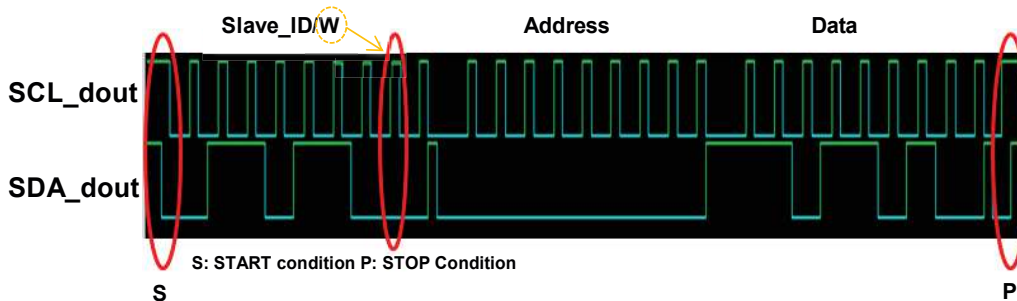 Slave_ID/W
Address
Data
SCL_dout
SDA_dout
S: START condition P: STOP Condition
S
P